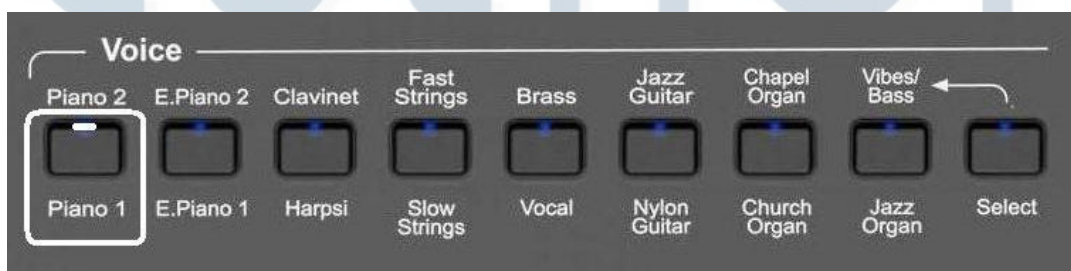 Voice
Piano 2 E.Piano 2 Clavinet Fast Strings Brass Jazz Guitar Chapel Organ Vibes/ Bass
Piano 1 E.Piano 1 Harpsi Slow Strings Vocal Nylon Guitar Church Organ Jazz Organ Select